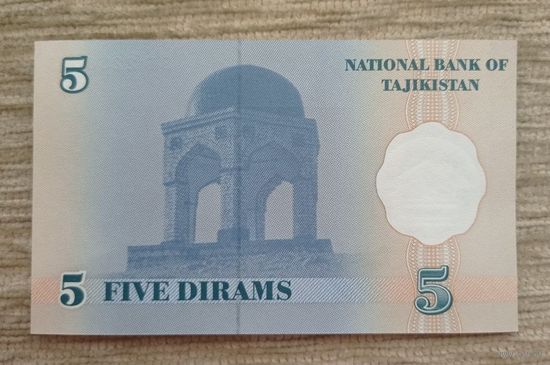 5
NATIONAL BANK OF
TAJIKISTAN
5 FIVE DIRAMS
5